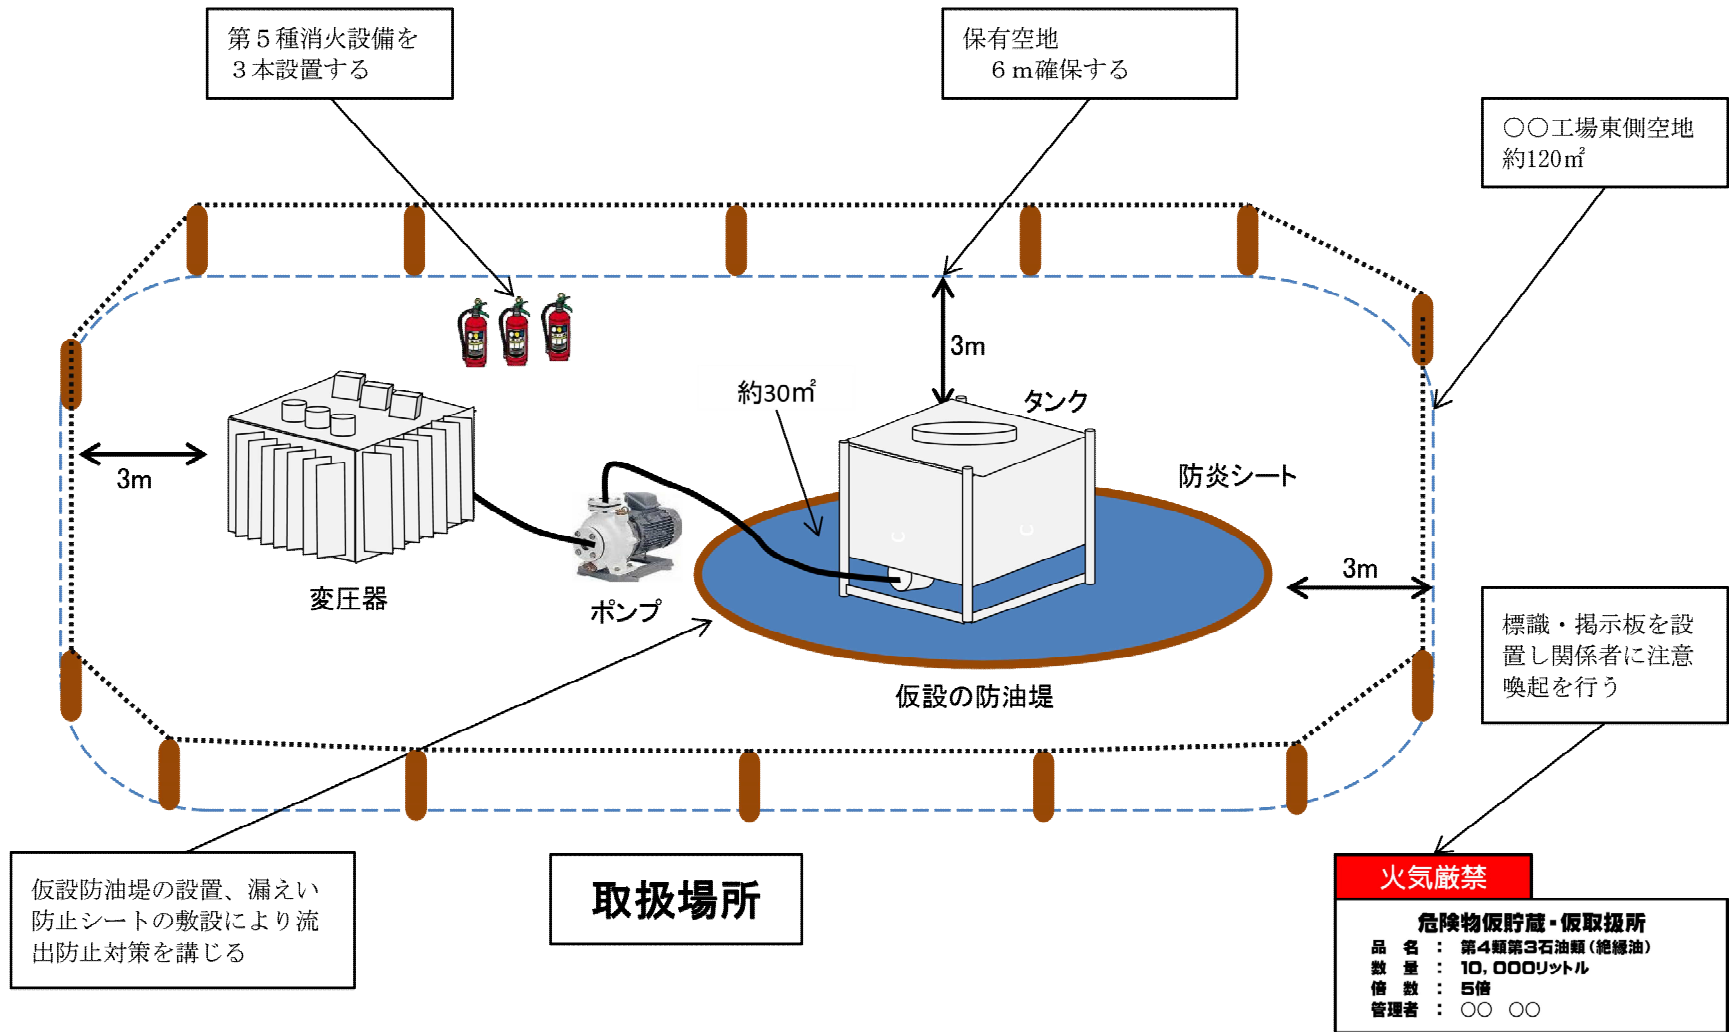 第５種消火設備を
３本設置する
保有空地
６ｍ確保する
○○工場東側空地
約120㎡
3m
約30㎡
タンク
3m
防炎シート
変圧器
ポンプ
3m
仮設の防油堤
標識・掲示板を設
置し関係者に注意
喚起を行う
仮設防油堤の設置、漏えい
防止シートの敷設により流
出防止対策を講じる
取扱場所
火気厳禁
危険物仮貯蔵・仮取扱所
品　名　：　第4類第3石油類（絶縁油）
数　量　：　10,000リットル
倍　数　：　5倍
管理者　：　○○　○○